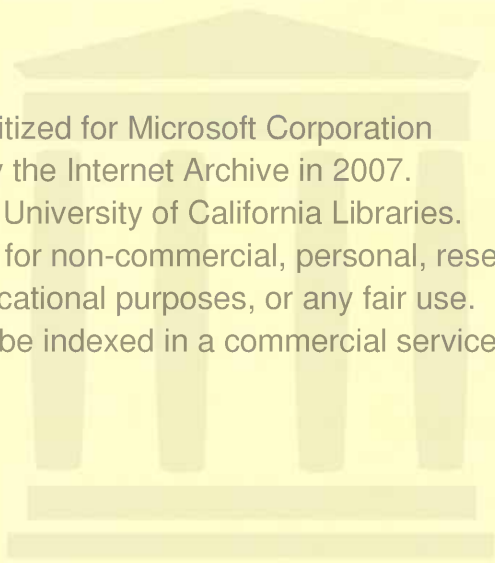 itized for Microsoft Corporation
y the Internet Archive in 2007.
University of California Libraries.
for non-commercial, personal, rese
cational purposes, or any fair use.
be indexed in a commercial service